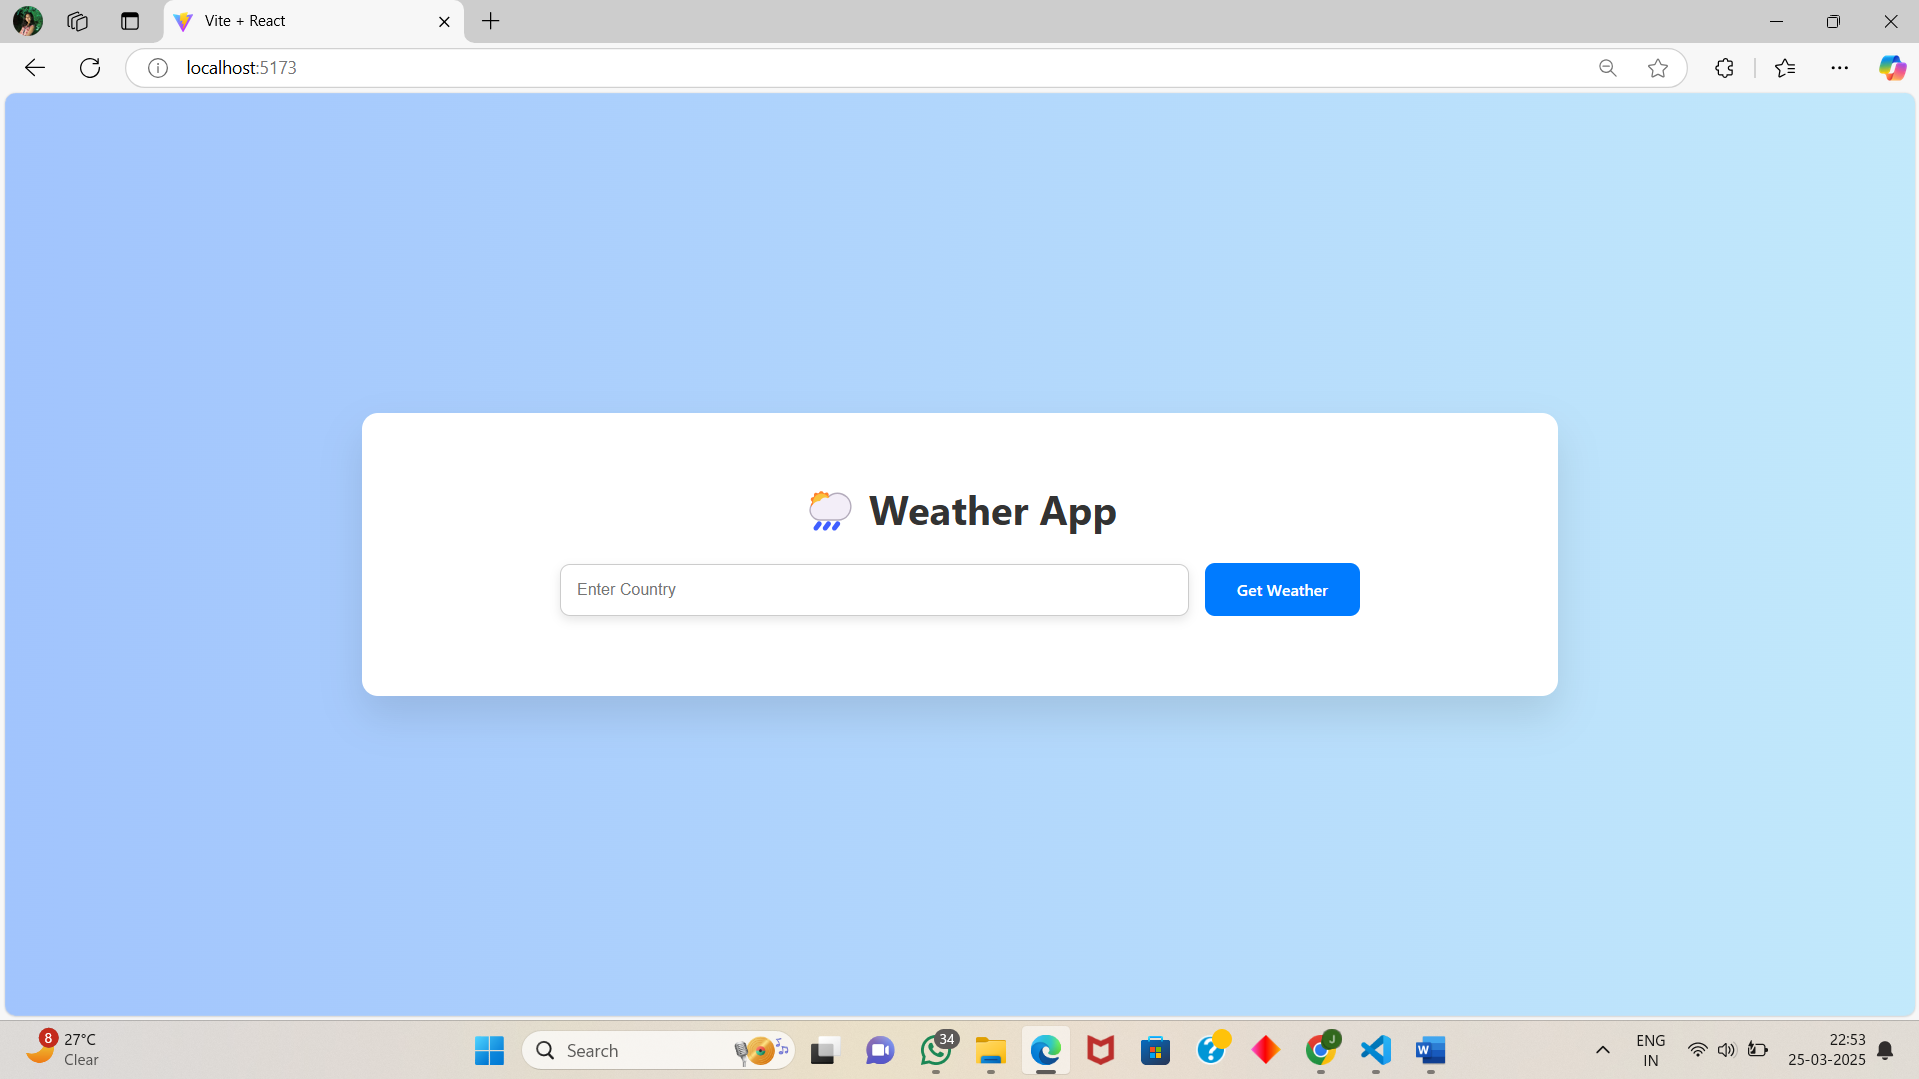 Vite + React
localhost:5173
Weather App
Enter Country
Get Weather
8
27°C
Clear
Search
34
J
W
ENG
IN
22:53
25-03-2025